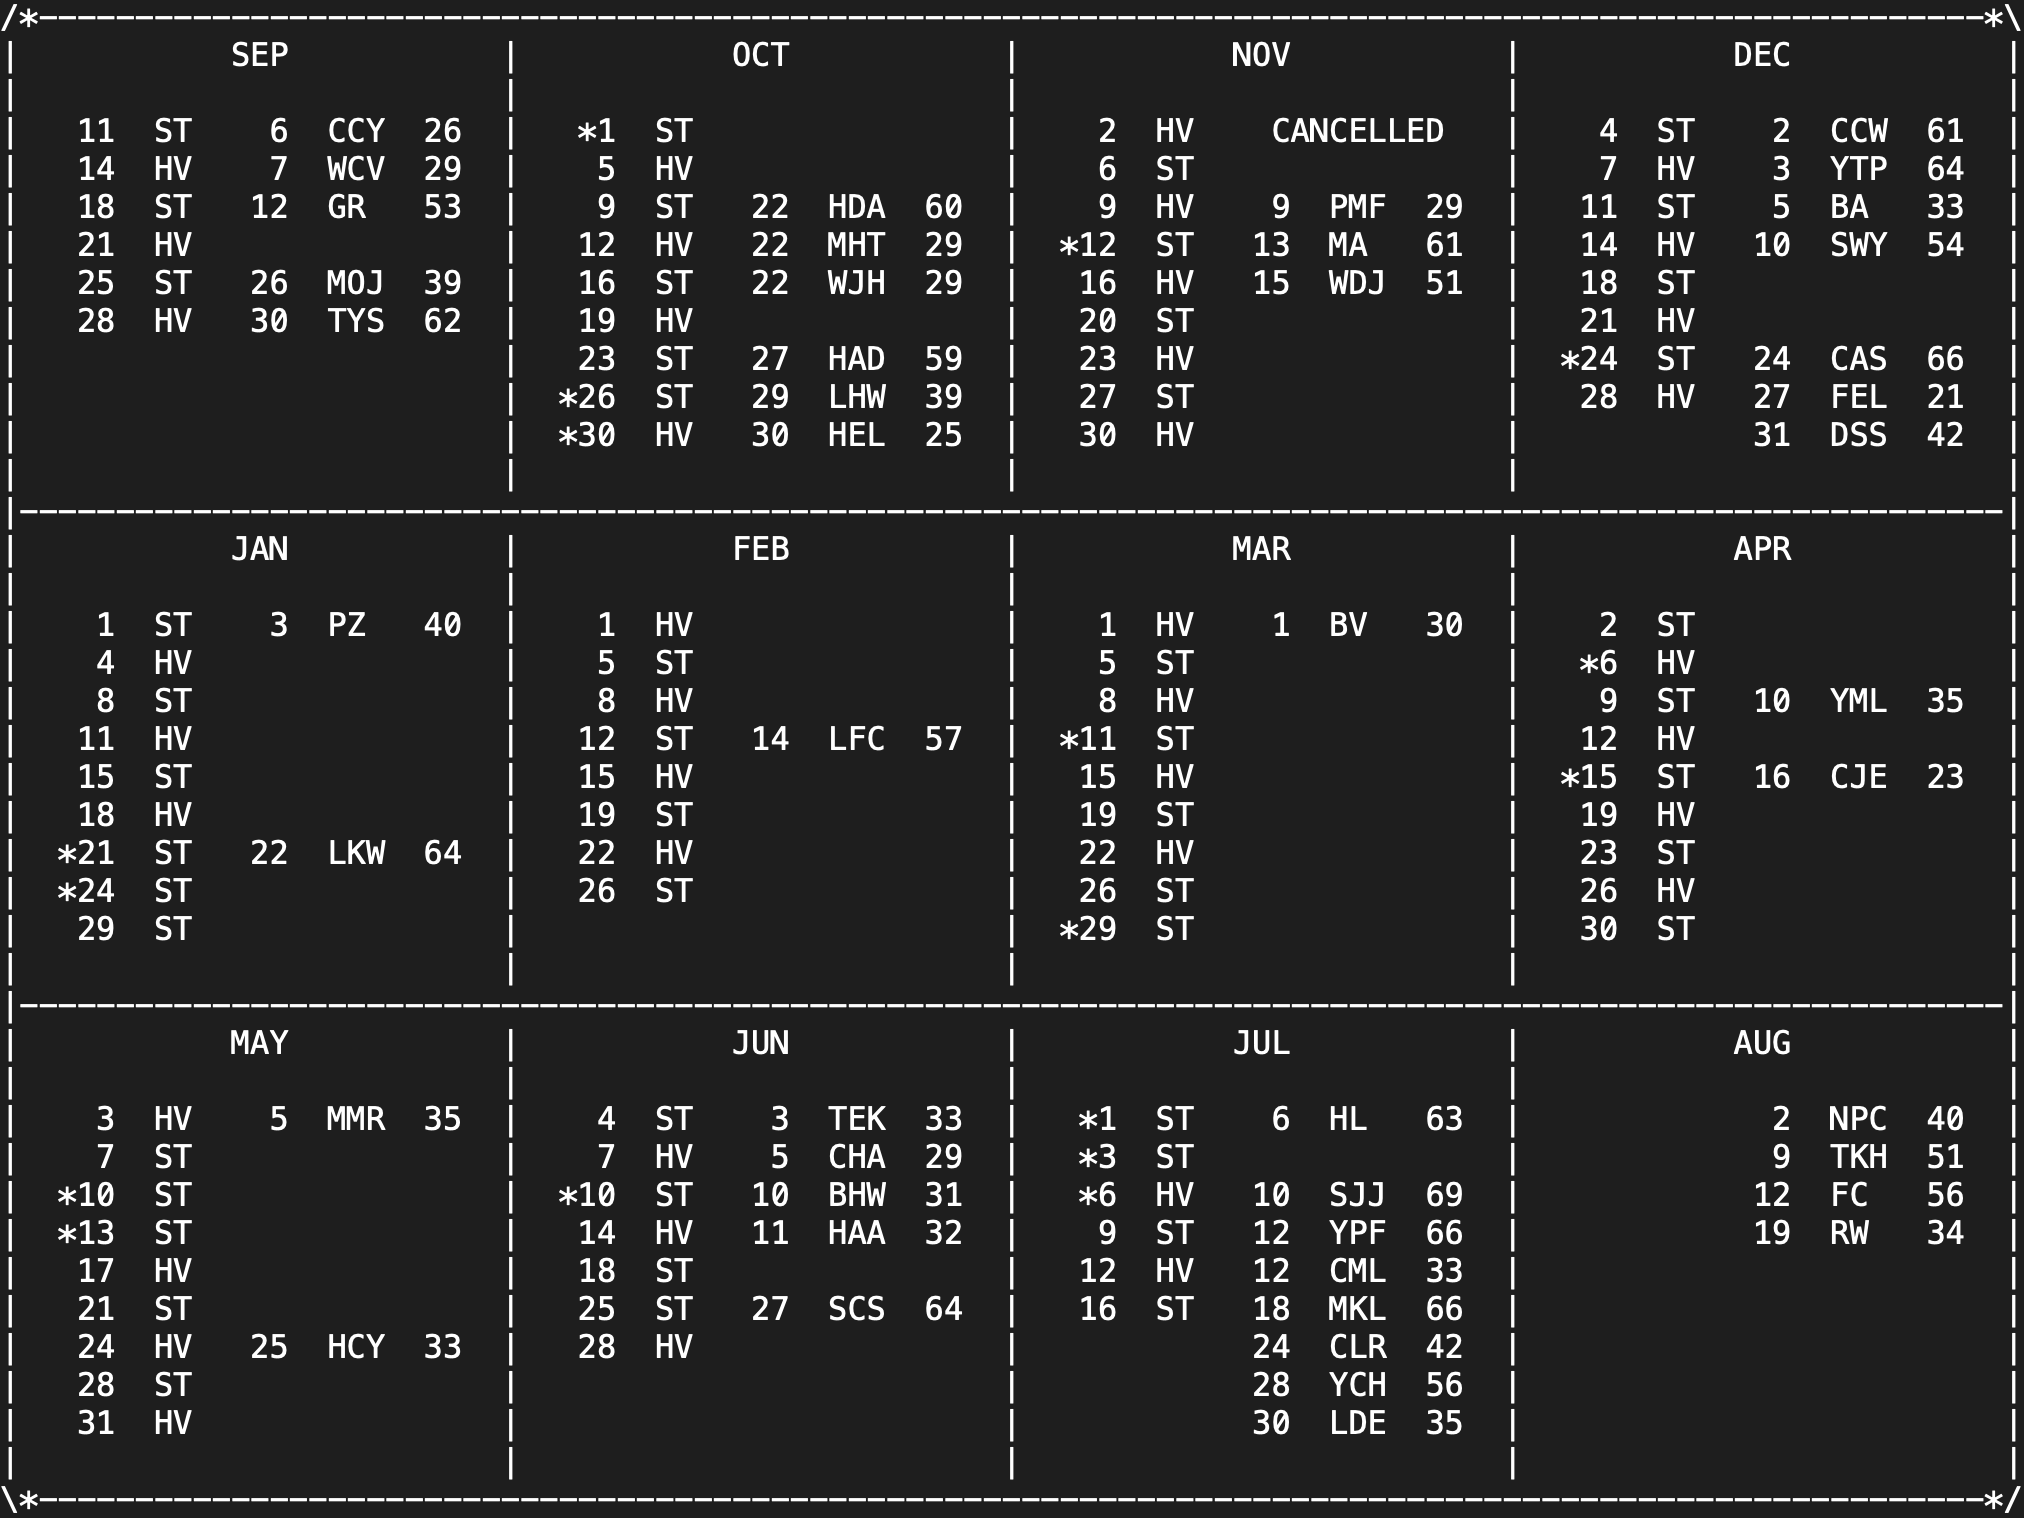 /*-----------------------------------------------------------------------------------------------------*\
| SEP | OCT | NOV | DEC |
| | | | |
| 11 ST 6 CCY 26 | *1 ST | 2 HV CANCELLED | 4 ST 2 CCW 61 |
| 14 HV 7 WCV 29 | 5 HV | 6 ST | 7 HV 3 YTP 64 |
| 18 ST 12 GR 53 | 9 ST 22 HDA 60 | 9 HV 9 PMF 29 | 11 ST 5 BA 33 |
| 21 HV | 12 HV 22 MHT 29 | *12 ST 13 MA 61 | 14 HV 10 SWY 54 |
| 25 ST 26 MOJ 39 | 16 ST 22 WJH 29 | 16 HV 15 WDJ 51 | 18 ST |
| 28 HV 30 TYS 62 | 19 HV | 20 ST | 21 HV |
| | 23 ST 27 HAD 59 | 23 HV | *24 ST 24 CAS 66 |
| | *26 ST 29 LHW 39 | 27 ST | 28 HV 27 FEL 21 |
| | *30 HV 30 HEL 25 | 30 HV | 31 DSS 42 |
| | | | |
|-------------------------------------------------------------------------------------------------------|
| JAN | FEB | MAR | APR |
| | | | |
| 1 ST 3 PZ 40 | 1 HV | 1 HV 1 BV 30 | 2 ST |
| 4 HV | 5 ST | 5 ST | *6 HV |
| 8 ST | 8 HV | 8 HV | 9 ST 10 YML 35 |
| 11 HV | 12 ST 14 LFC 57 | *11 ST | 12 HV |
| 15 ST | 15 HV | 15 HV | *15 ST 16 CJE 23 |
| 18 HV | 19 ST | 19 ST | 19 HV |
| *21 ST 22 LKW 64 | 22 HV | 22 HV | 23 ST |
| *24 ST | 26 ST | 26 ST | 26 HV |
| 29 ST | | *29 ST | 30 ST |
| | | | |
|-------------------------------------------------------------------------------------------------------|
| MAY | JUN | JUL | AUG |
| | | | |
| 3 HV 5 MMR 35 | 4 ST 3 TEK 33 | *1 ST 6 HL 63 | 2 NPC 40 |
| 7 ST | 7 HV 5 CHA 29 | *3 ST | 9 TKH 51 |
| *10 ST | *10 ST 10 BHW 31 | *6 HV 10 SJJ 69 | 12 FC 56 |
| *13 ST | 14 HV 11 HAA 32 | 9 ST 12 YPF 66 | 19 RW 34 |
| 17 HV | 18 ST | 12 HV 12 CML 33 | |
| 21 ST | 25 ST 27 SCS 64 | 16 ST 18 MKL 66 | |
| 24 HV 25 HCY 33 | 28 HV | 24 CLR 42 | |
| 28 ST | | 28 YCH 56 | |
| 31 HV | | 30 LDE 35 | |
| | | | |
\*-----------------------------------------------------------------------------------------------------*/